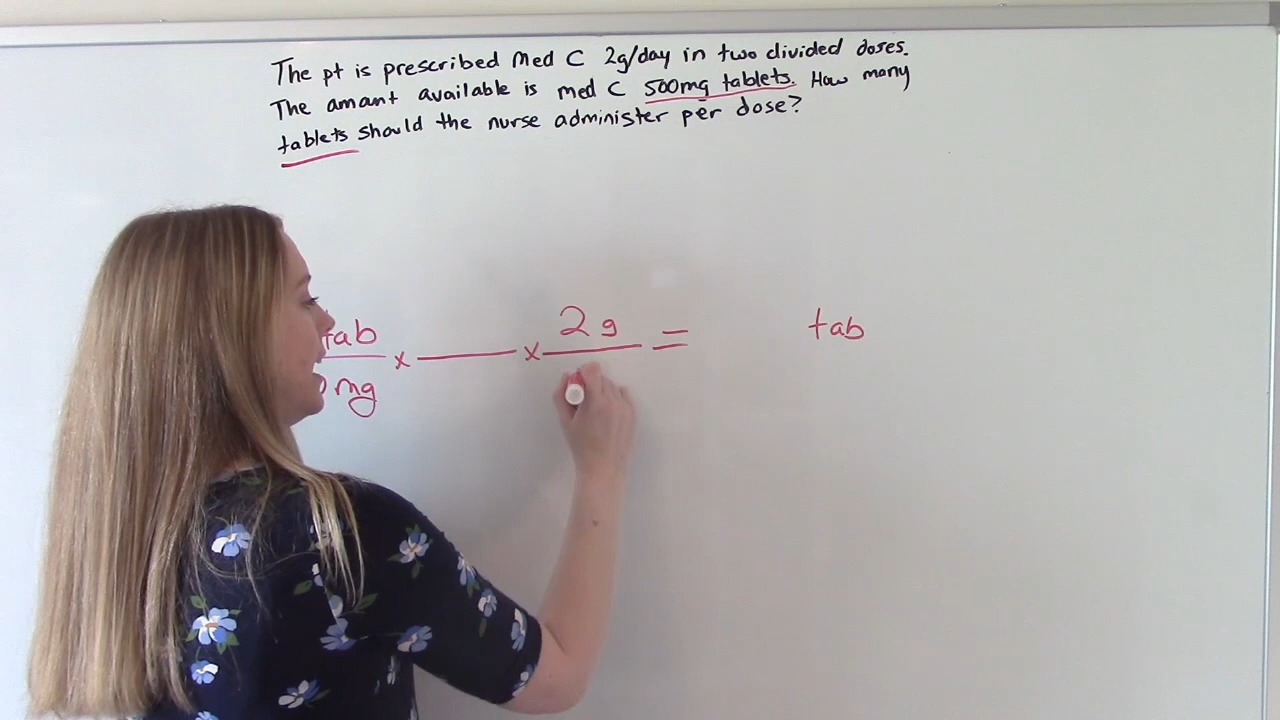 The pt is prescribed Med C 2g/day in two divided doses.
The amant available is med C 500mg tablets. How many
tablets should the nurse administer per dose?
tab × × 2g = tab
mg